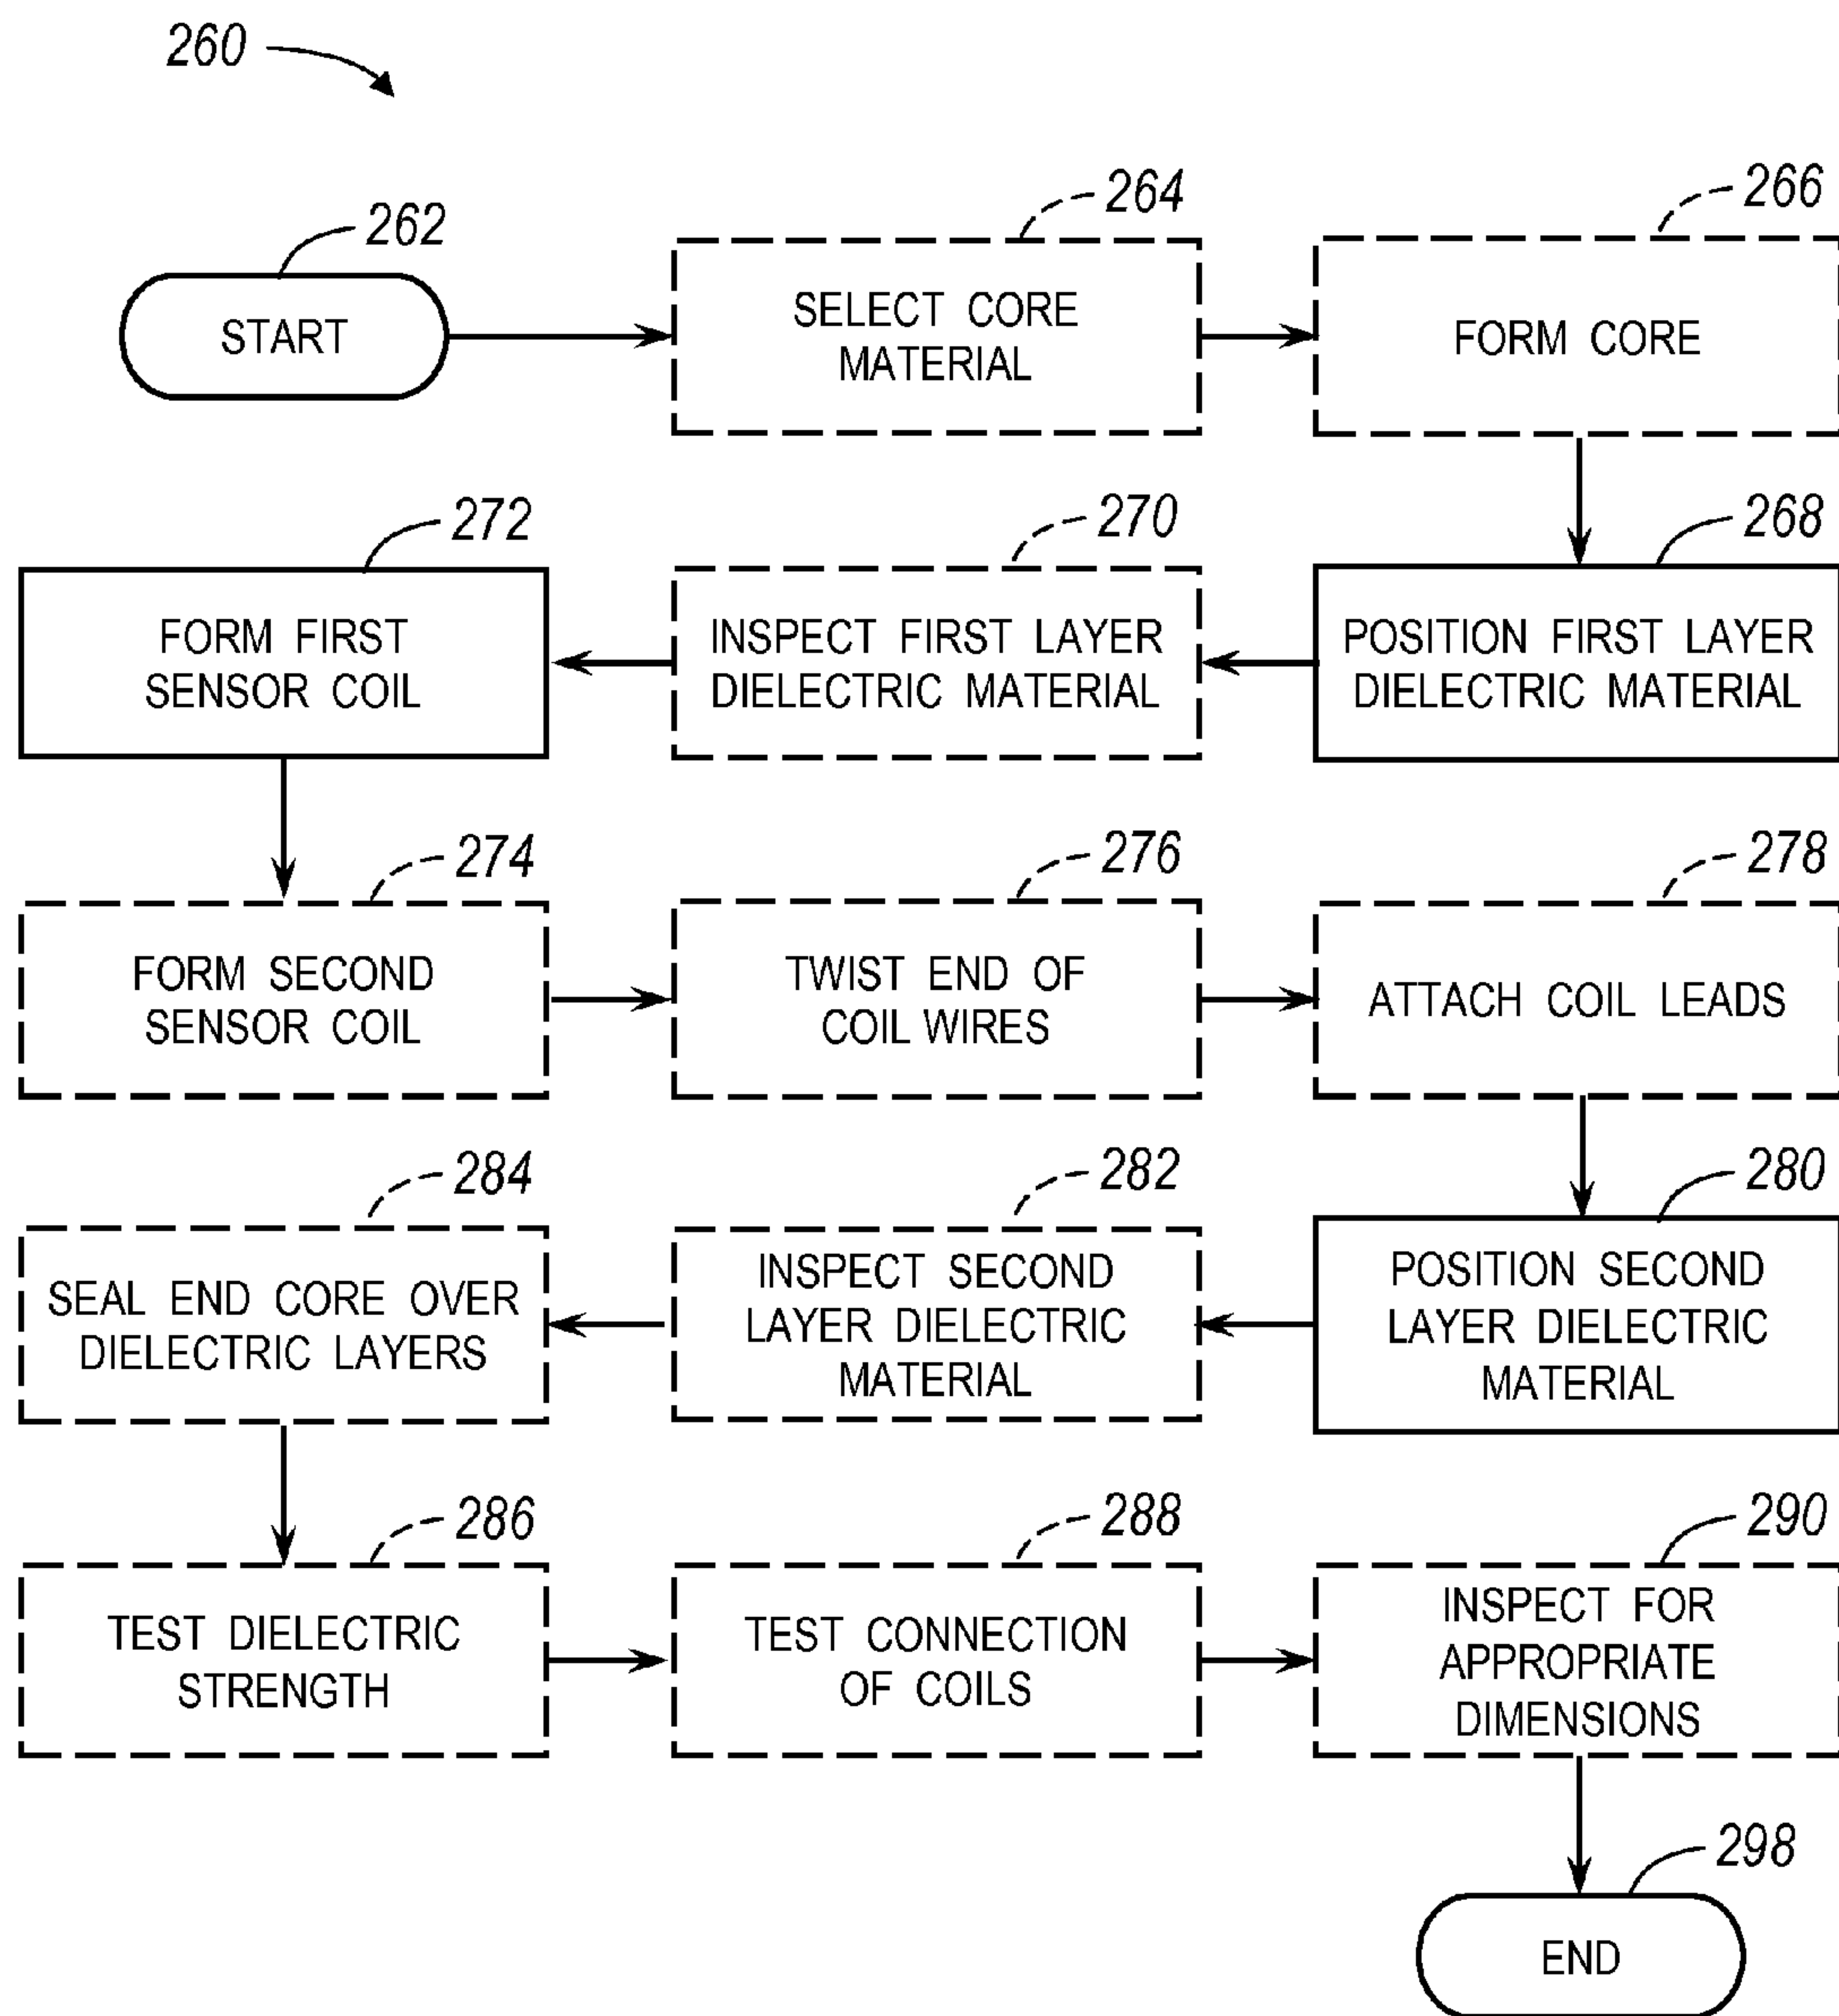 260
262
START
264
SELECT CORE
MATERIAL
266
FORM CORE
268
POSITION FIRST LAYER
DIELECTRIC MATERIAL
270
INSPECT FIRST LAYER
DIELECTRIC MATERIAL
272
FORM FIRST
SENSOR COIL
274
FORM SECOND
SENSOR COIL
276
TWIST END OF
COIL WIRES
278
ATTACH COIL LEADS
280
POSITION SECOND
LAYER DIELECTRIC
MATERIAL
282
INSPECT SECOND
LAYER DIELECTRIC
MATERIAL
284
SEAL END CORE OVER
DIELECTRIC LAYERS
286
TEST DIELECTRIC
STRENGTH
288
TEST CONNECTION
OF COILS
290
INSPECT FOR
APPROPRIATE
DIMENSIONS
298
END